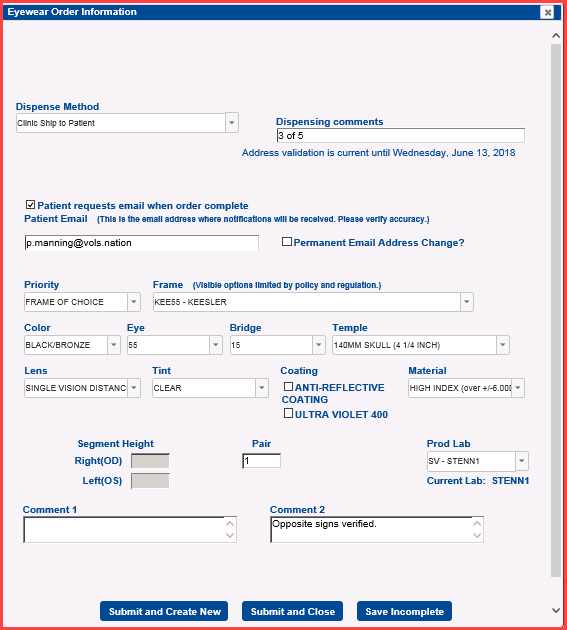 Eyewear Order Information
Dispense Method
Clinic Ship to Patient
Dispensing comments
3 of 5
Address validation is current until Wednesday, June 13, 2018
Patient requests email when order complete
Patient Email (This is the email address where notifications will be received. Please verify accuracy.)
p.manning@vols.nation
Permanent Email Address Change?
Priority Frame (Visible options limited by policy and regulation.)
FRAME OF CHOICE KEE55 - KEESLER
Color Eye Bridge Temple
BLACK/BRONZE 55 15 140MM SKULL (4 1/4 INCH)
Lens Tint Coating Material
SINGLE VISION DISTANC CLEAR ANTI-REFLECTIVE COATING HIGH INDEX (over +/-6.00
ULTRA VIOLET 400
Segment Height Pair Prod Lab
Right(OD) 1 SV - STENN1
Left(OS) Current Lab: STENN1
Comment 1 Comment 2
Opposite signs verified.
Submit and Create New Submit and Close Save Incomplete